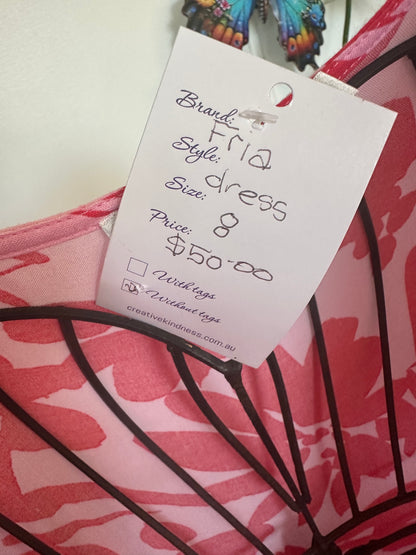 Brand: Fria
Style: dress
Size: 8
Price: $50-00
With tags
Without tags
creativekindness.com.au